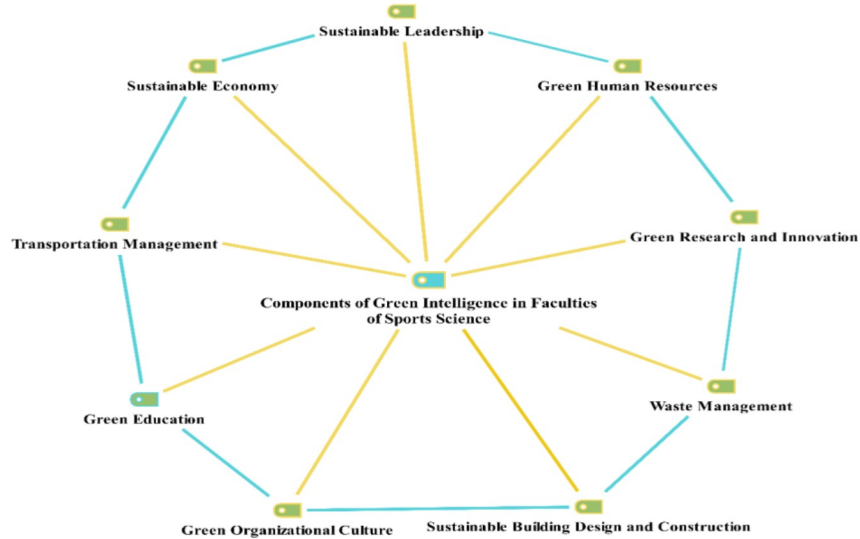 Sustainable Leadership
Sustainable Economy
Green Human Resources
Transportation Management
Green Research and Innovation
Components of Green Intelligence in Faculties
of Sports Science
Green Education
Waste Management
Green Organizational Culture
Sustainable Building Design and Construction